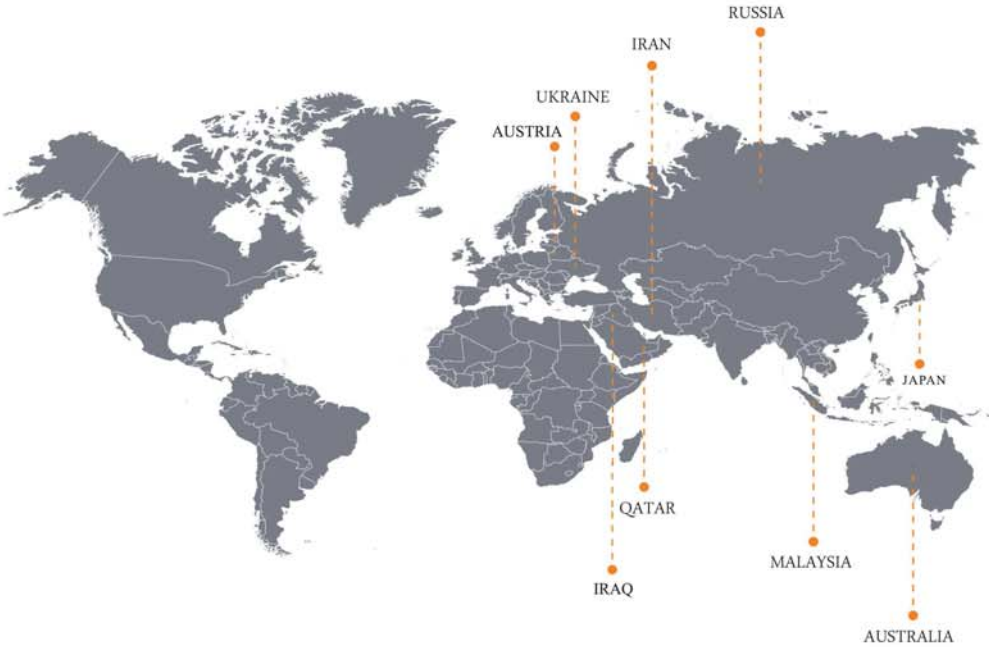 RUSSIA
IRAN
UKRAINE
AUSTRIA
JAPAN
QATAR
MALAYSIA
IRAQ
AUSTRALIA